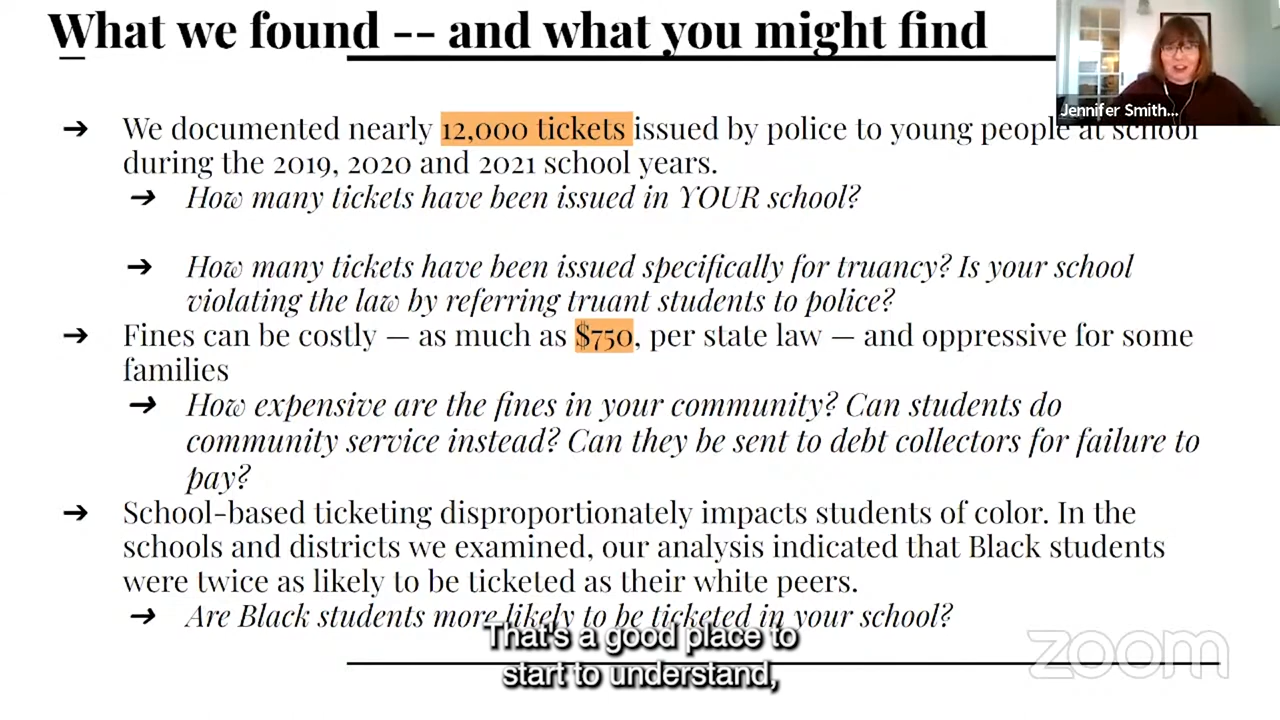 What we found -- and what you might find
Jennifer Smith...
➔ We documented nearly 12,000 tickets issued by police to young people at school
during the 2019, 2020 and 2021 school years.
➔ How many tickets have been issued in YOUR school?
➔ How many tickets have been issued specifically for truancy? Is your school
violating the law by referring truant students to police?
➔ Fines can be costly — as much as $750, per state law — and oppressive for some
families
➔ How expensive are the fines in your community? Can students do
community service instead? Can they be sent to debt collectors for failure to
pay?
➔ School-based ticketing disproportionately impacts students of color. In the
schools and districts we examined, our analysis indicated that Black students
were twice as likely to be ticketed as their white peers.
➔ Are Black students more likely to be ticketed in your school?
That's a good place to
start to understand,
zoom